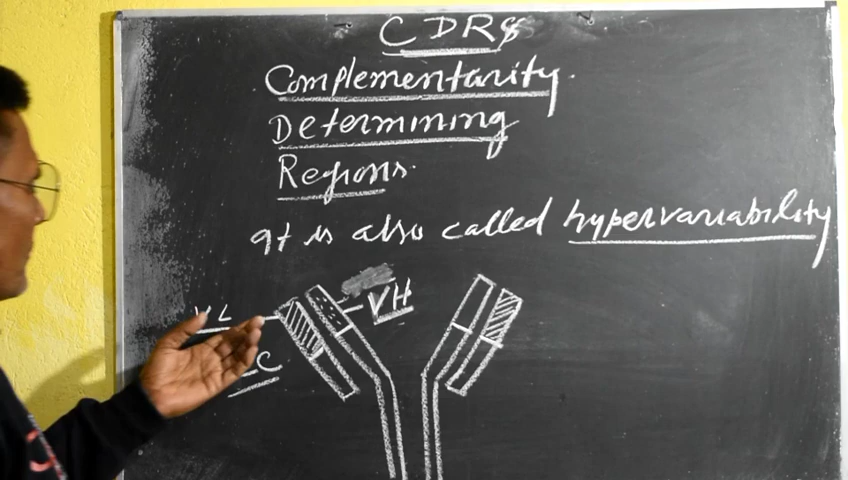 CDRs
Complementarity
Determining
Regions.
It is also called hypervariability
VL
VH
C